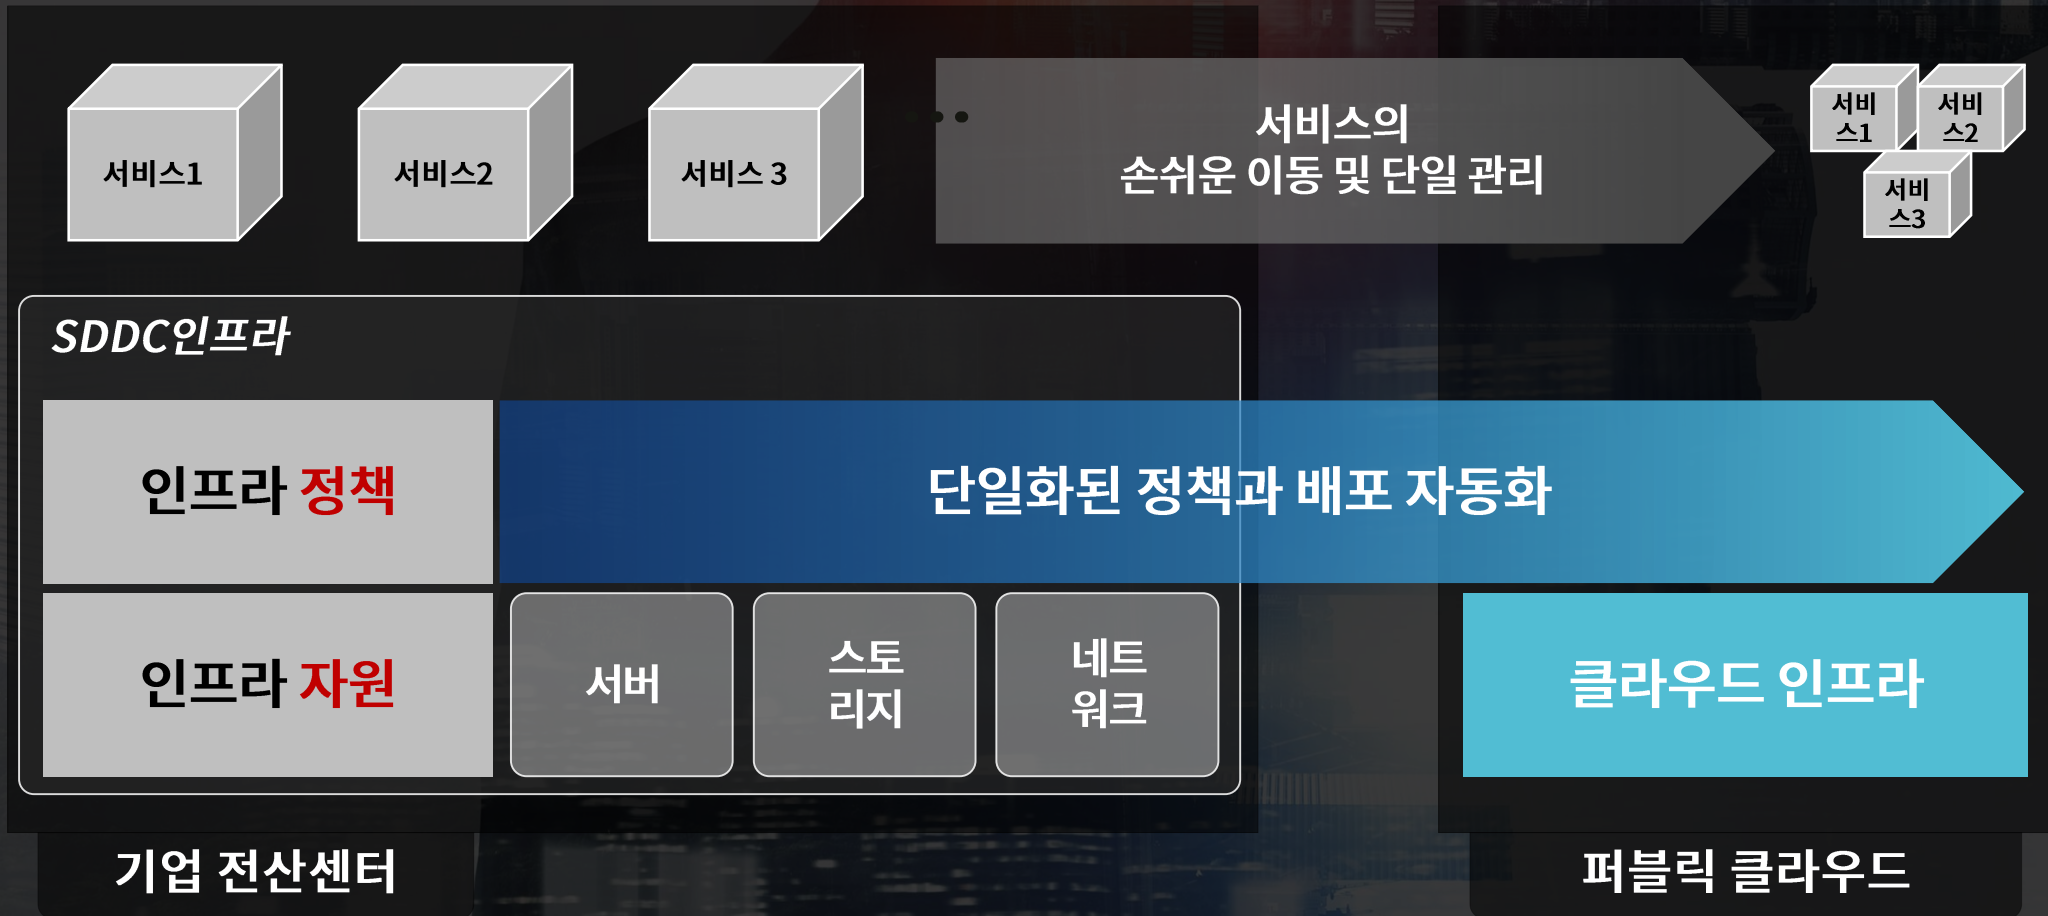 서비스1
서비스2
서비스 3
서비스의
손쉬운 이동 및 단일 관리
서비
스1
서비
스2
서비
스3
SDDC인프라
인프라 정책
단일화된 정책과 배포 자동화
인프라 자원
서버
스토
리지
네트
워크
클라우드 인프라
기업 전산센터
퍼블릭 클라우드